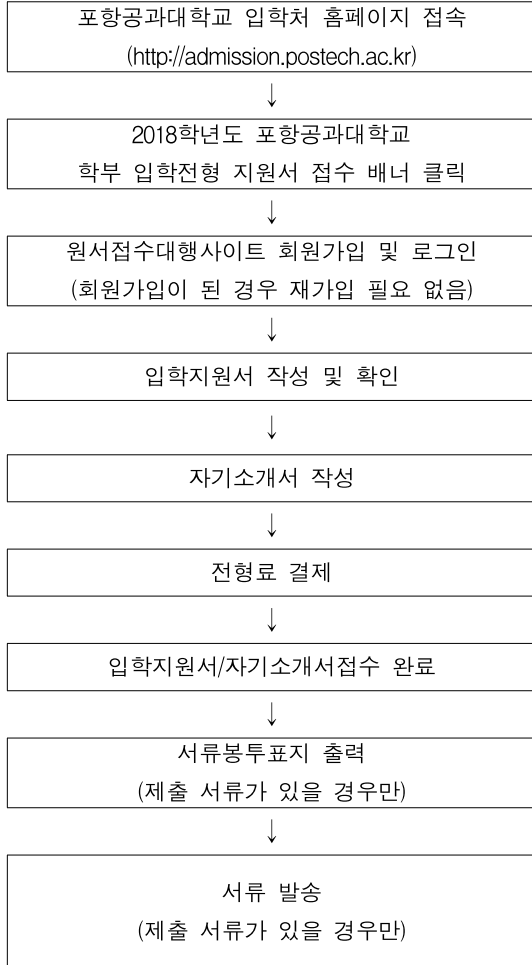 포항공과대학교 입학처 홈페이지 접속
(http://admission.postech.ac.kr)
↓
2018학년도 포항공과대학교
학부 입학전형 지원서 접수 배너 클릭
↓
원서접수대행사이트 회원가입 및 로그인
(회원가입이 된 경우 재가입 필요 없음)
↓
입학지원서 작성 및 확인
↓
자기소개서 작성
↓
전형료 결제
↓
입학지원서/자기소개서접수 완료
↓
서류봉투표지 출력
(제출 서류가 있을 경우만)
↓
서류 발송
(제출 서류가 있을 경우만)